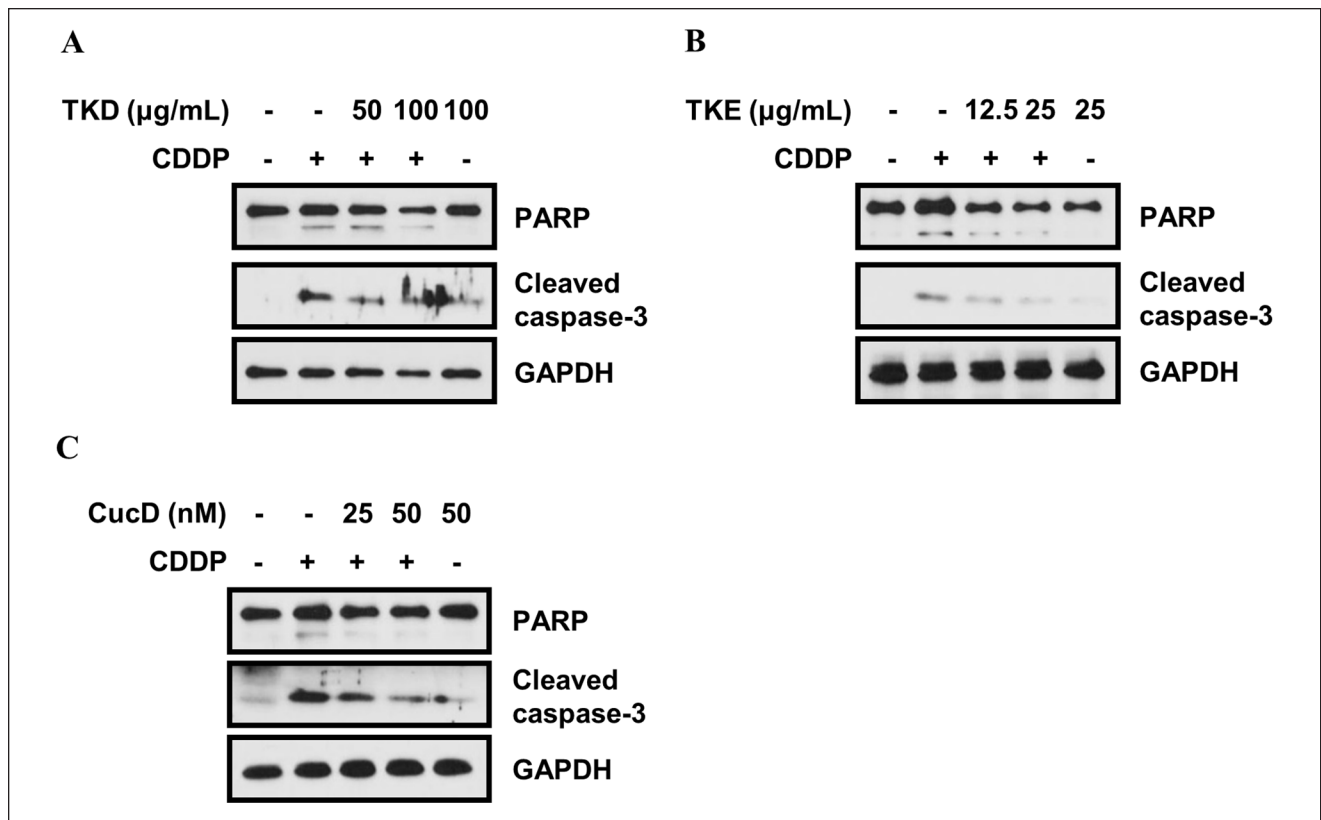 A
TKD (µg/mL) - - 50 100 100
CDDP - + + + -
PARP
Cleaved
caspase-3
GAPDH
B
TKE (µg/mL) - - 12.5 25 25
CDDP - + + + -
PARP
Cleaved
caspase-3
GAPDH
C
CucD (nM) - - 25 50 50
CDDP - + + + -
PARP
Cleaved
caspase-3
GAPDH